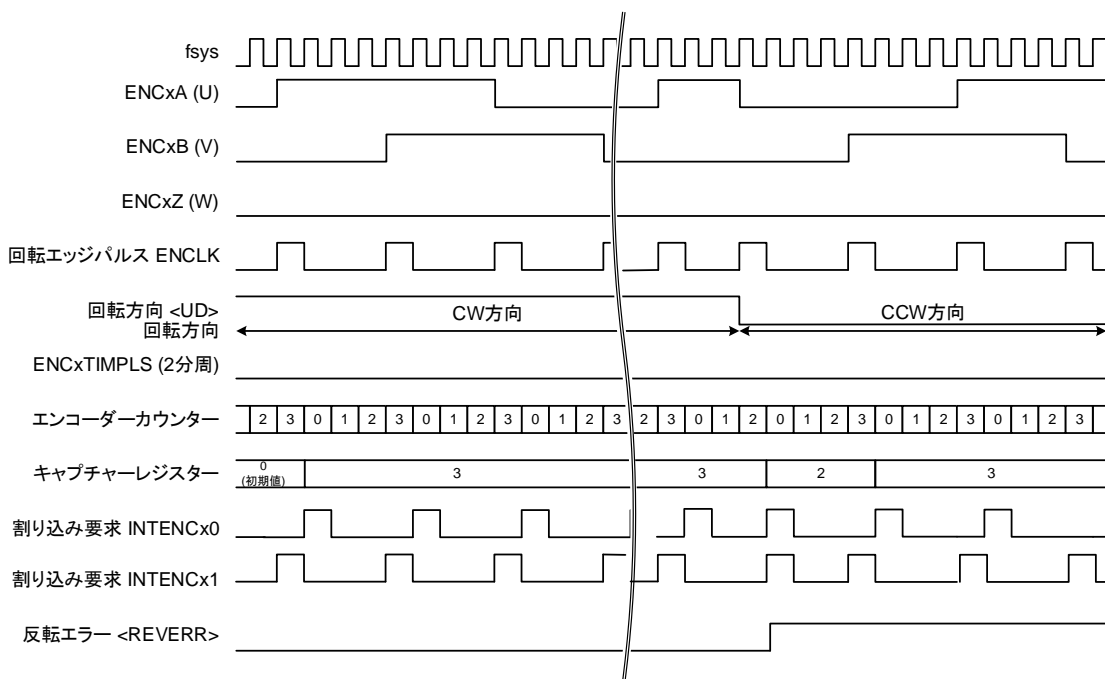 fsys
ENCxA (U)
ENCxB (V)
ENCxZ (W)
回転エッジパルス ENCLK
回転方向 <UD>
回転方向
CW方向
CCW方向
ENCxTIMPLS (2分周)
エンコーダーカウンター
2 3 0 1 2 3 0 1 2 3 0 1 2 3 2 3 0 1 2 0 1 2 3 0 1 2 3 0 1 2 3
キャプチャーレジスター
0
(初期値)
3 3 2 3
割り込み要求 INTENCx0
割り込み要求 INTENCx1
反転エラー <REVERR>